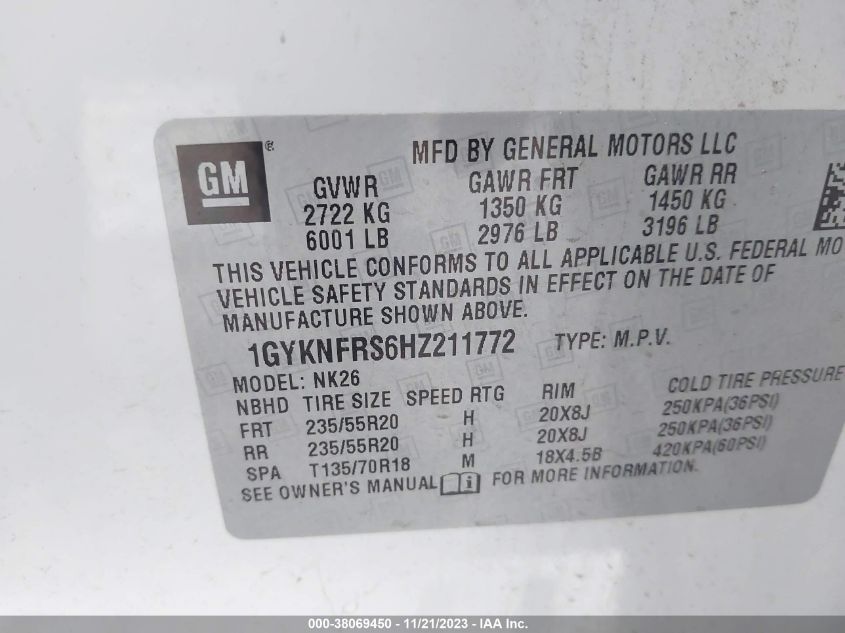 GM ®
MFD BY GENERAL MOTORS LLC
GVWR GAWR FRT GAWR RR
2722 KG 1350 KG 1450 KG
6001 LB 2976 LB 3196 LB
THIS VEHICLE CONFORMS TO ALL APPLICABLE U.S. FEDERAL MO
VEHICLE SAFETY STANDARDS IN EFFECT ON THE DATE OF
MANUFACTURE SHOWN ABOVE.
1GYKNFRS6HZ211772 TYPE: M.P.V.
MODEL: NK26
NBHD TIRE SIZE SPEED RTG RIM COLD TIRE PRESSURE
FRT 235/55R20 H 20X8J 250KPA(36PSI)
RR 235/55R20 H 20X8J 250KPA(36PSI)
SPA T135/70R18 M 18X4.5B 420KPA(60PSI)
SEE OWNER'S MANUAL FOR MORE INFORMATION.
000-38069450 - 11/21/2023 - IAA Inc.